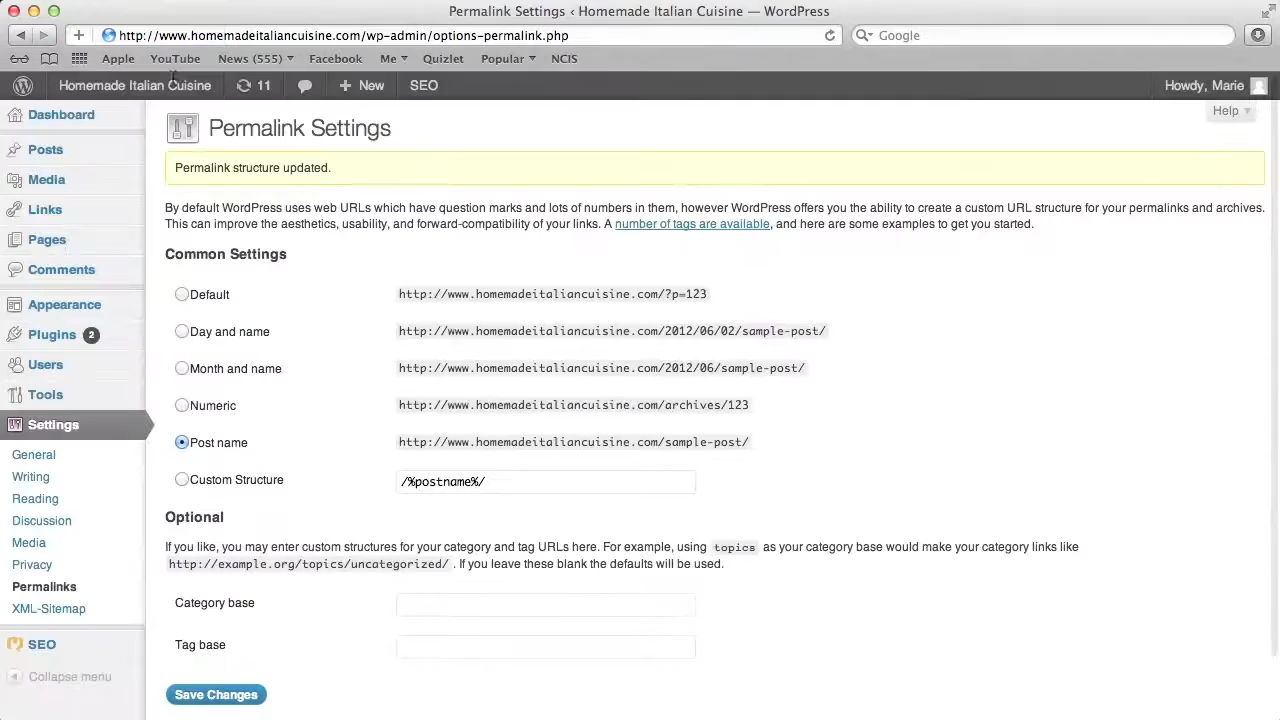 Permalink Settings ‹ Homemade Italian Cuisine — WordPress
http://www.homemadeitaliancuisine.com/wp-admin/options-permalink.php
Google
Apple YouTube News (555) Facebook Me Quizlet Popular NCIS
Homemade Italian Cuisine 11 New SEO Howdy, Marie
Help
Dashboard
Posts
Media
Links
Pages
Comments
Appearance
Plugins 2
Users
Tools
Settings
General
Writing
Reading
Discussion
Media
Privacy
Permalinks
XML-Sitemap
SEO
Collapse menu
Permalink Settings
Permalink structure updated.
By default WordPress uses web URLs which have question marks and lots of numbers in them, however WordPress offers you the ability to create a custom URL structure for your permalinks and archives.
This can improve the aesthetics, usability, and forward-compatibility of your links. A number of tags are available, and here are some examples to get you started.
Common Settings
Default http://www.homemadeitaliancuisine.com/?p=123
Day and name http://www.homemadeitaliancuisine.com/2012/06/02/sample-post/
Month and name http://www.homemadeitaliancuisine.com/2012/06/sample-post/
Numeric http://www.homemadeitaliancuisine.com/archives/123
Post name http://www.homemadeitaliancuisine.com/sample-post/
Custom Structure /%postname%/
Optional
If you like, you may enter custom structures for your category and tag URLs here. For example, using topics as your category base would make your category links like
http://example.org/topics/uncategorized/ . If you leave these blank the defaults will be used.
Category base
Tag base
Save Changes